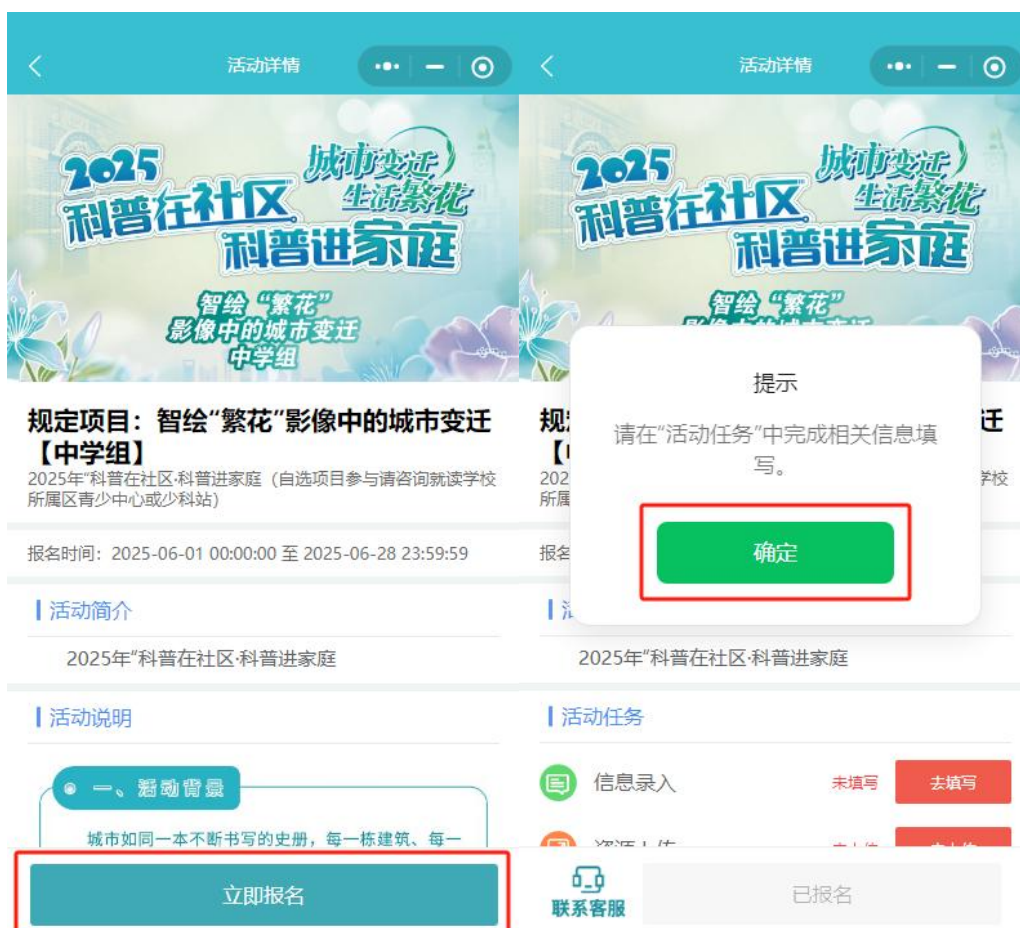 活动详情
2025
科普在社区
科普进家庭
城市变迁
生活繁花
智绘“繁花”
影像中的城市变迁
中学组
规定项目：智绘“繁花”影像中的城市变迁
【中学组】
2025年“科普在社区·科普进家庭（自选项目参与请咨询就读学校
所属区青少中心或少科站）
报名时间：2025-06-01 00:00:00 至 2025-06-28 23:59:59
活动简介
2025年“科普在社区·科普进家庭
活动说明
一、活动背景
城市如同一本不断书写的史册，每一栋建筑、每一
立即报名
活动详情
2025
科普在社区
科普进家庭
城市变迁
生活繁花
智绘“繁花”
提示
请在“活动任务”中完成相关信息填
写。
确定
迁
202
学校
所属
报名
2025年“科普在社区·科普进家庭
活动任务
信息录入
未填写
去填写
联系客服
已报名